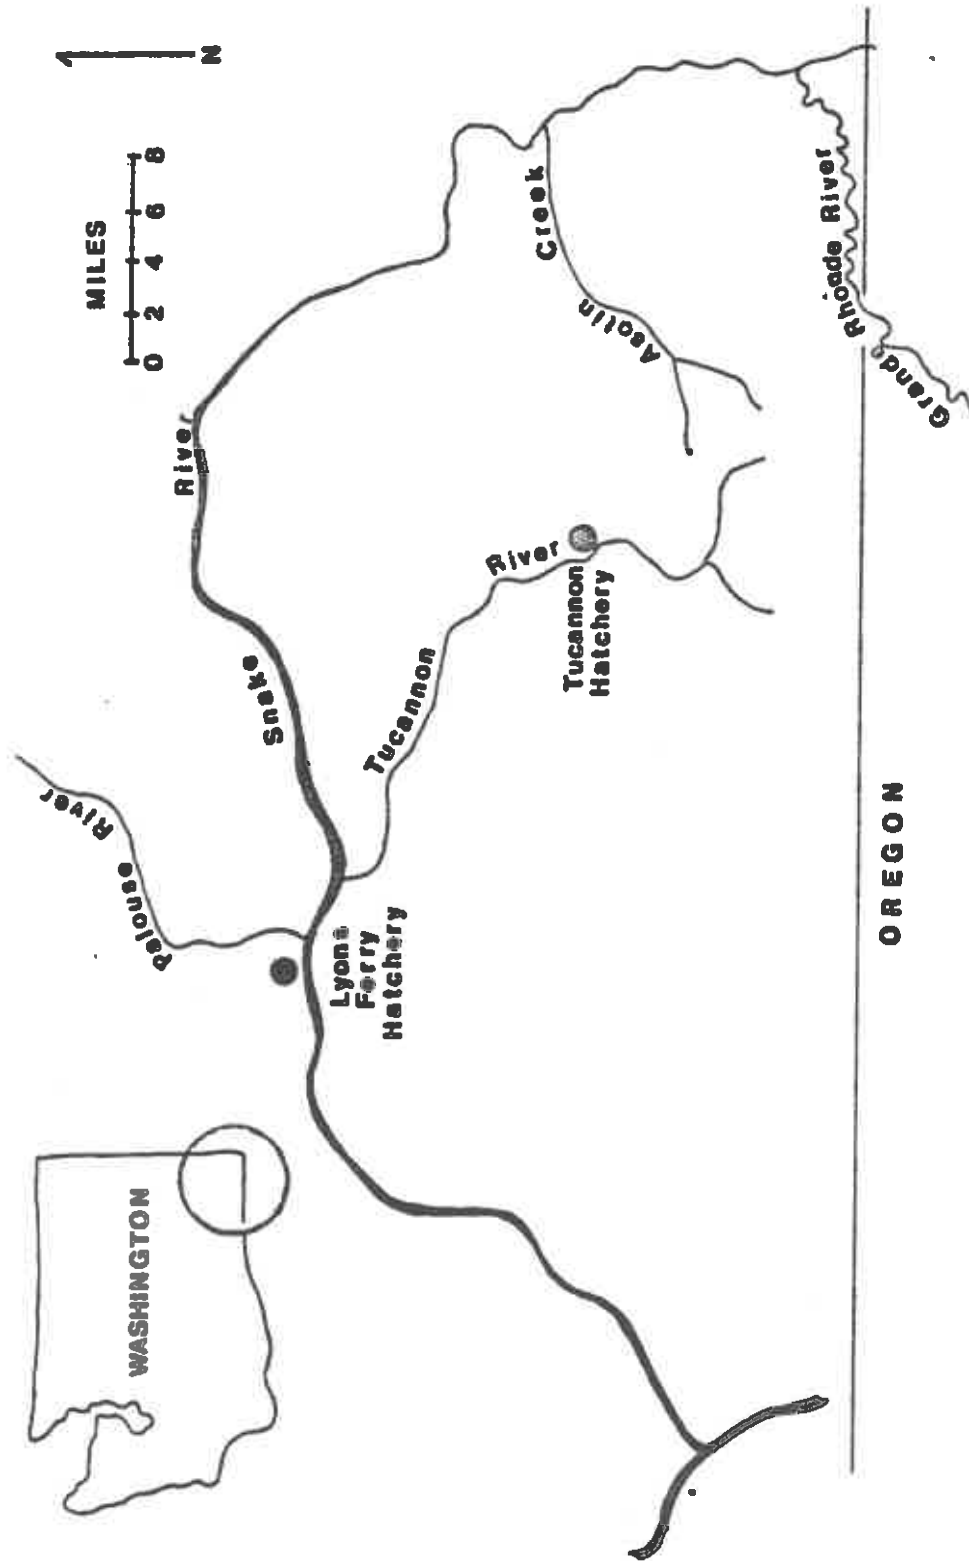 N
MILES
0 2 4 6 8
WASHINGTON
Palouse River
Snake River
Lyons
Ferry
Hatchery
Tucannon River
Tucannon
Hatchery
Asotin Creek
Grand Rhoade River
OREGON